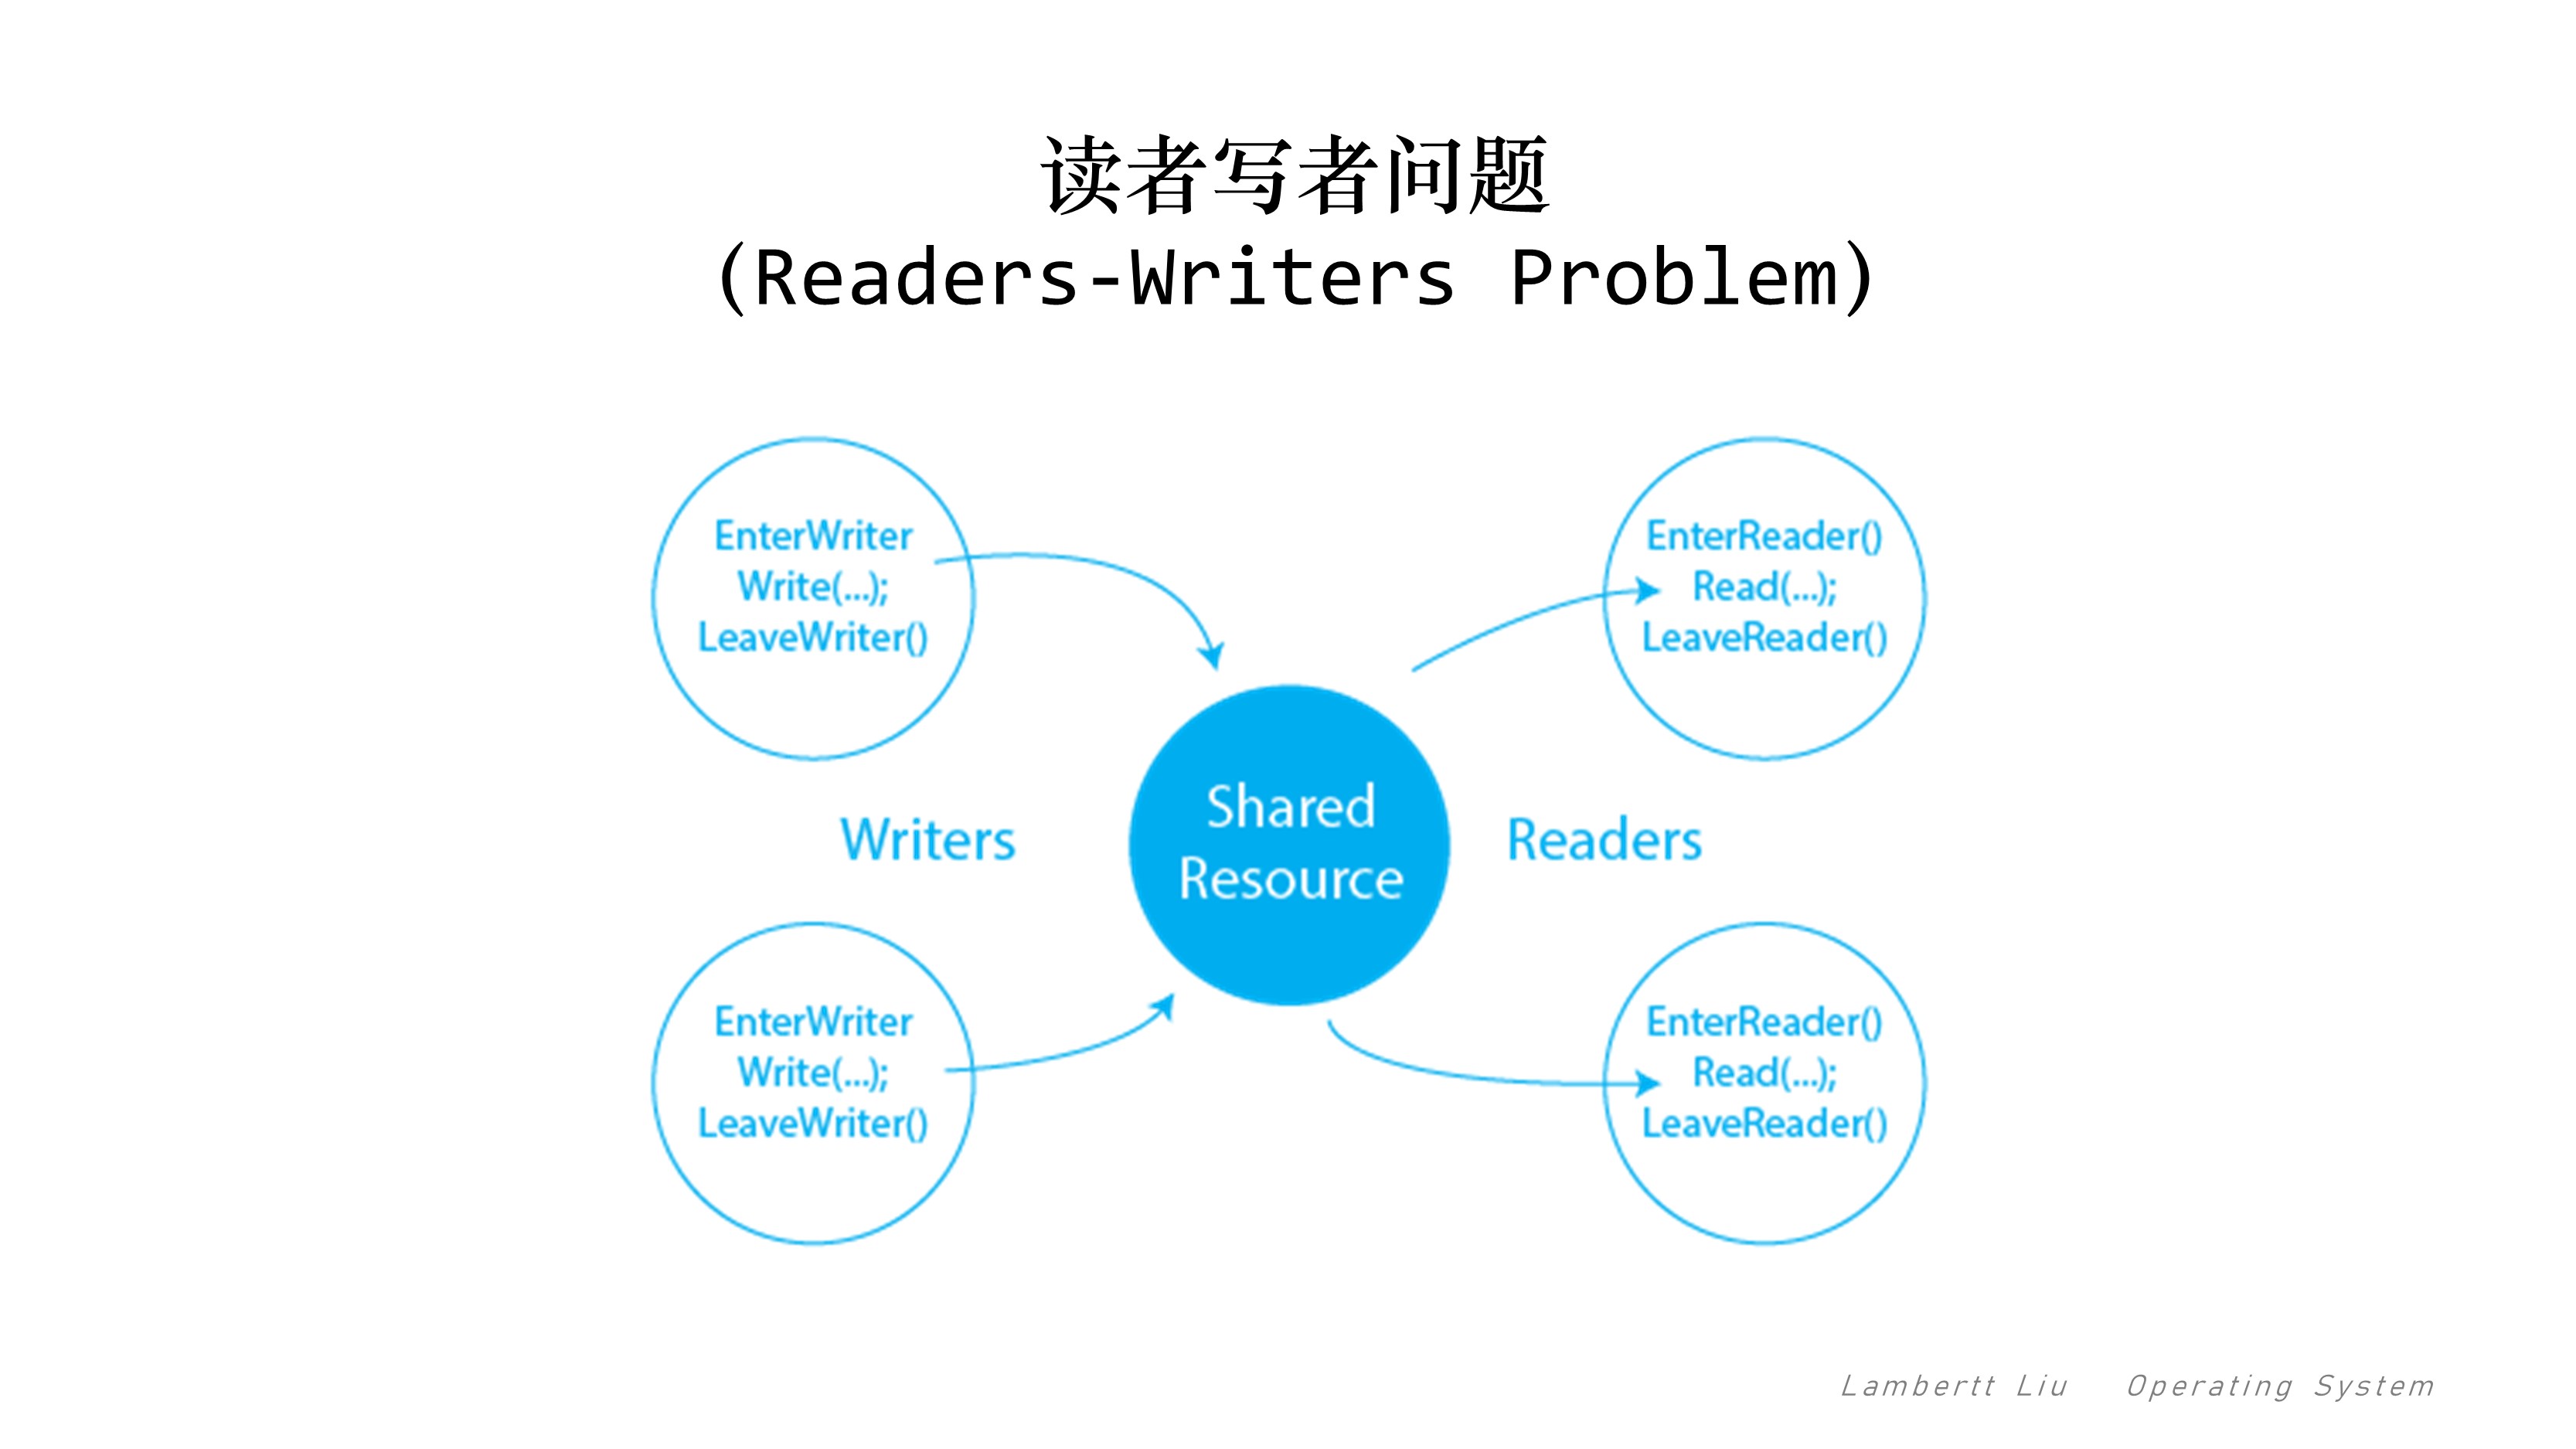 读者写者问题
(Readers-Writers Problem)
EnterWriter
Write(...);
LeaveWriter()
EnterReader()
Read(...);
LeaveReader()
Writers
Shared
Resource
Readers
EnterWriter
Write(...);
LeaveWriter()
EnterReader()
Read(...);
LeaveReader()
Lambertt Liu Operating System